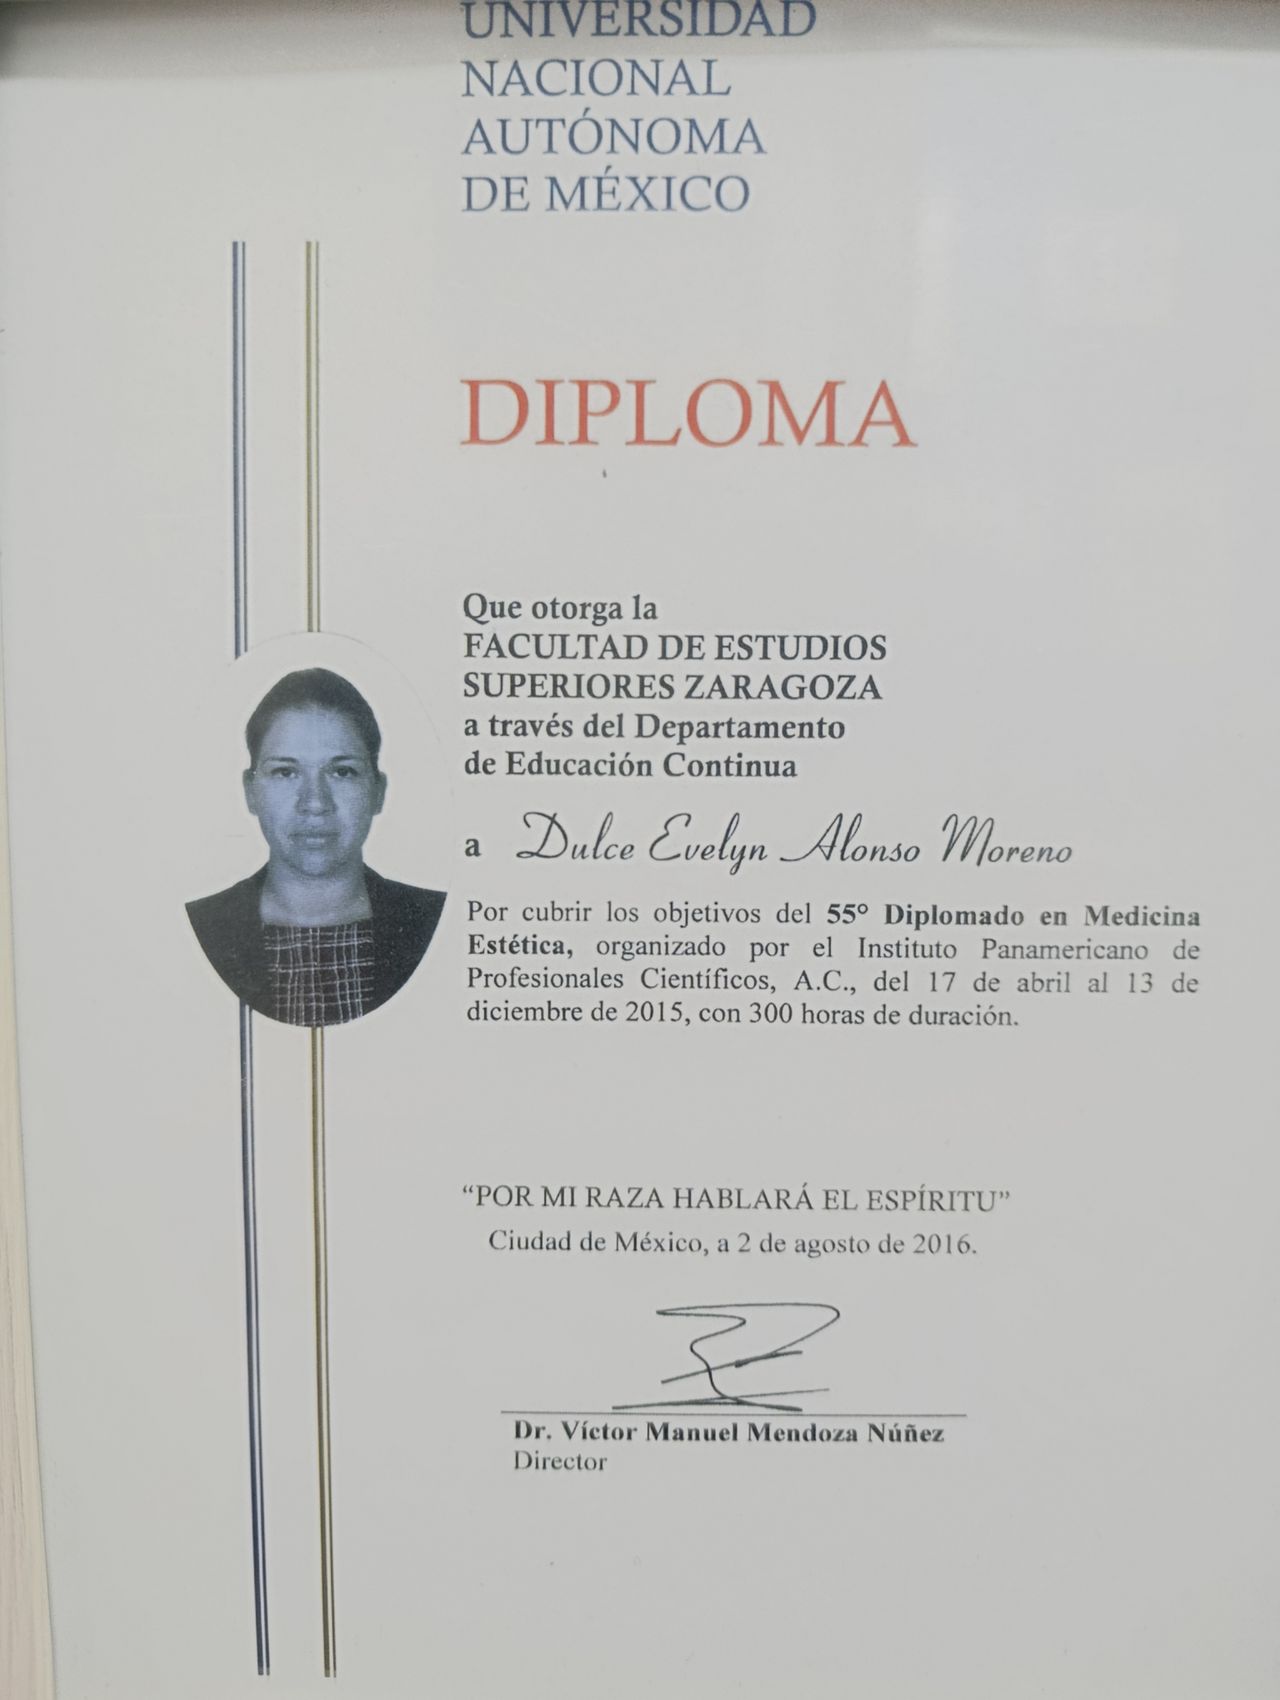 UNIVERSIDAD
NACIONAL
AUTÓNOMA
DE MÉXICO
DIPLOMA
Que otorga la
FACULTAD DE ESTUDIOS
SUPERIORES ZARAGOZA
a través del Departamento
de Educación Continua
a Dulce Evelyn Alonso Moreno
Por cubrir los objetivos del 55° Diplomado en Medicina
Estética, organizado por el Instituto Panamericano de
Profesionales Científicos, A.C., del 17 de abril al 13 de
diciembre de 2015, con 300 horas de duración.
“POR MI RAZA HABLARÁ EL ESPÍRITU”
Ciudad de México, a 2 de agosto de 2016.
Dr. Víctor Manuel Mendoza Núñez
Director